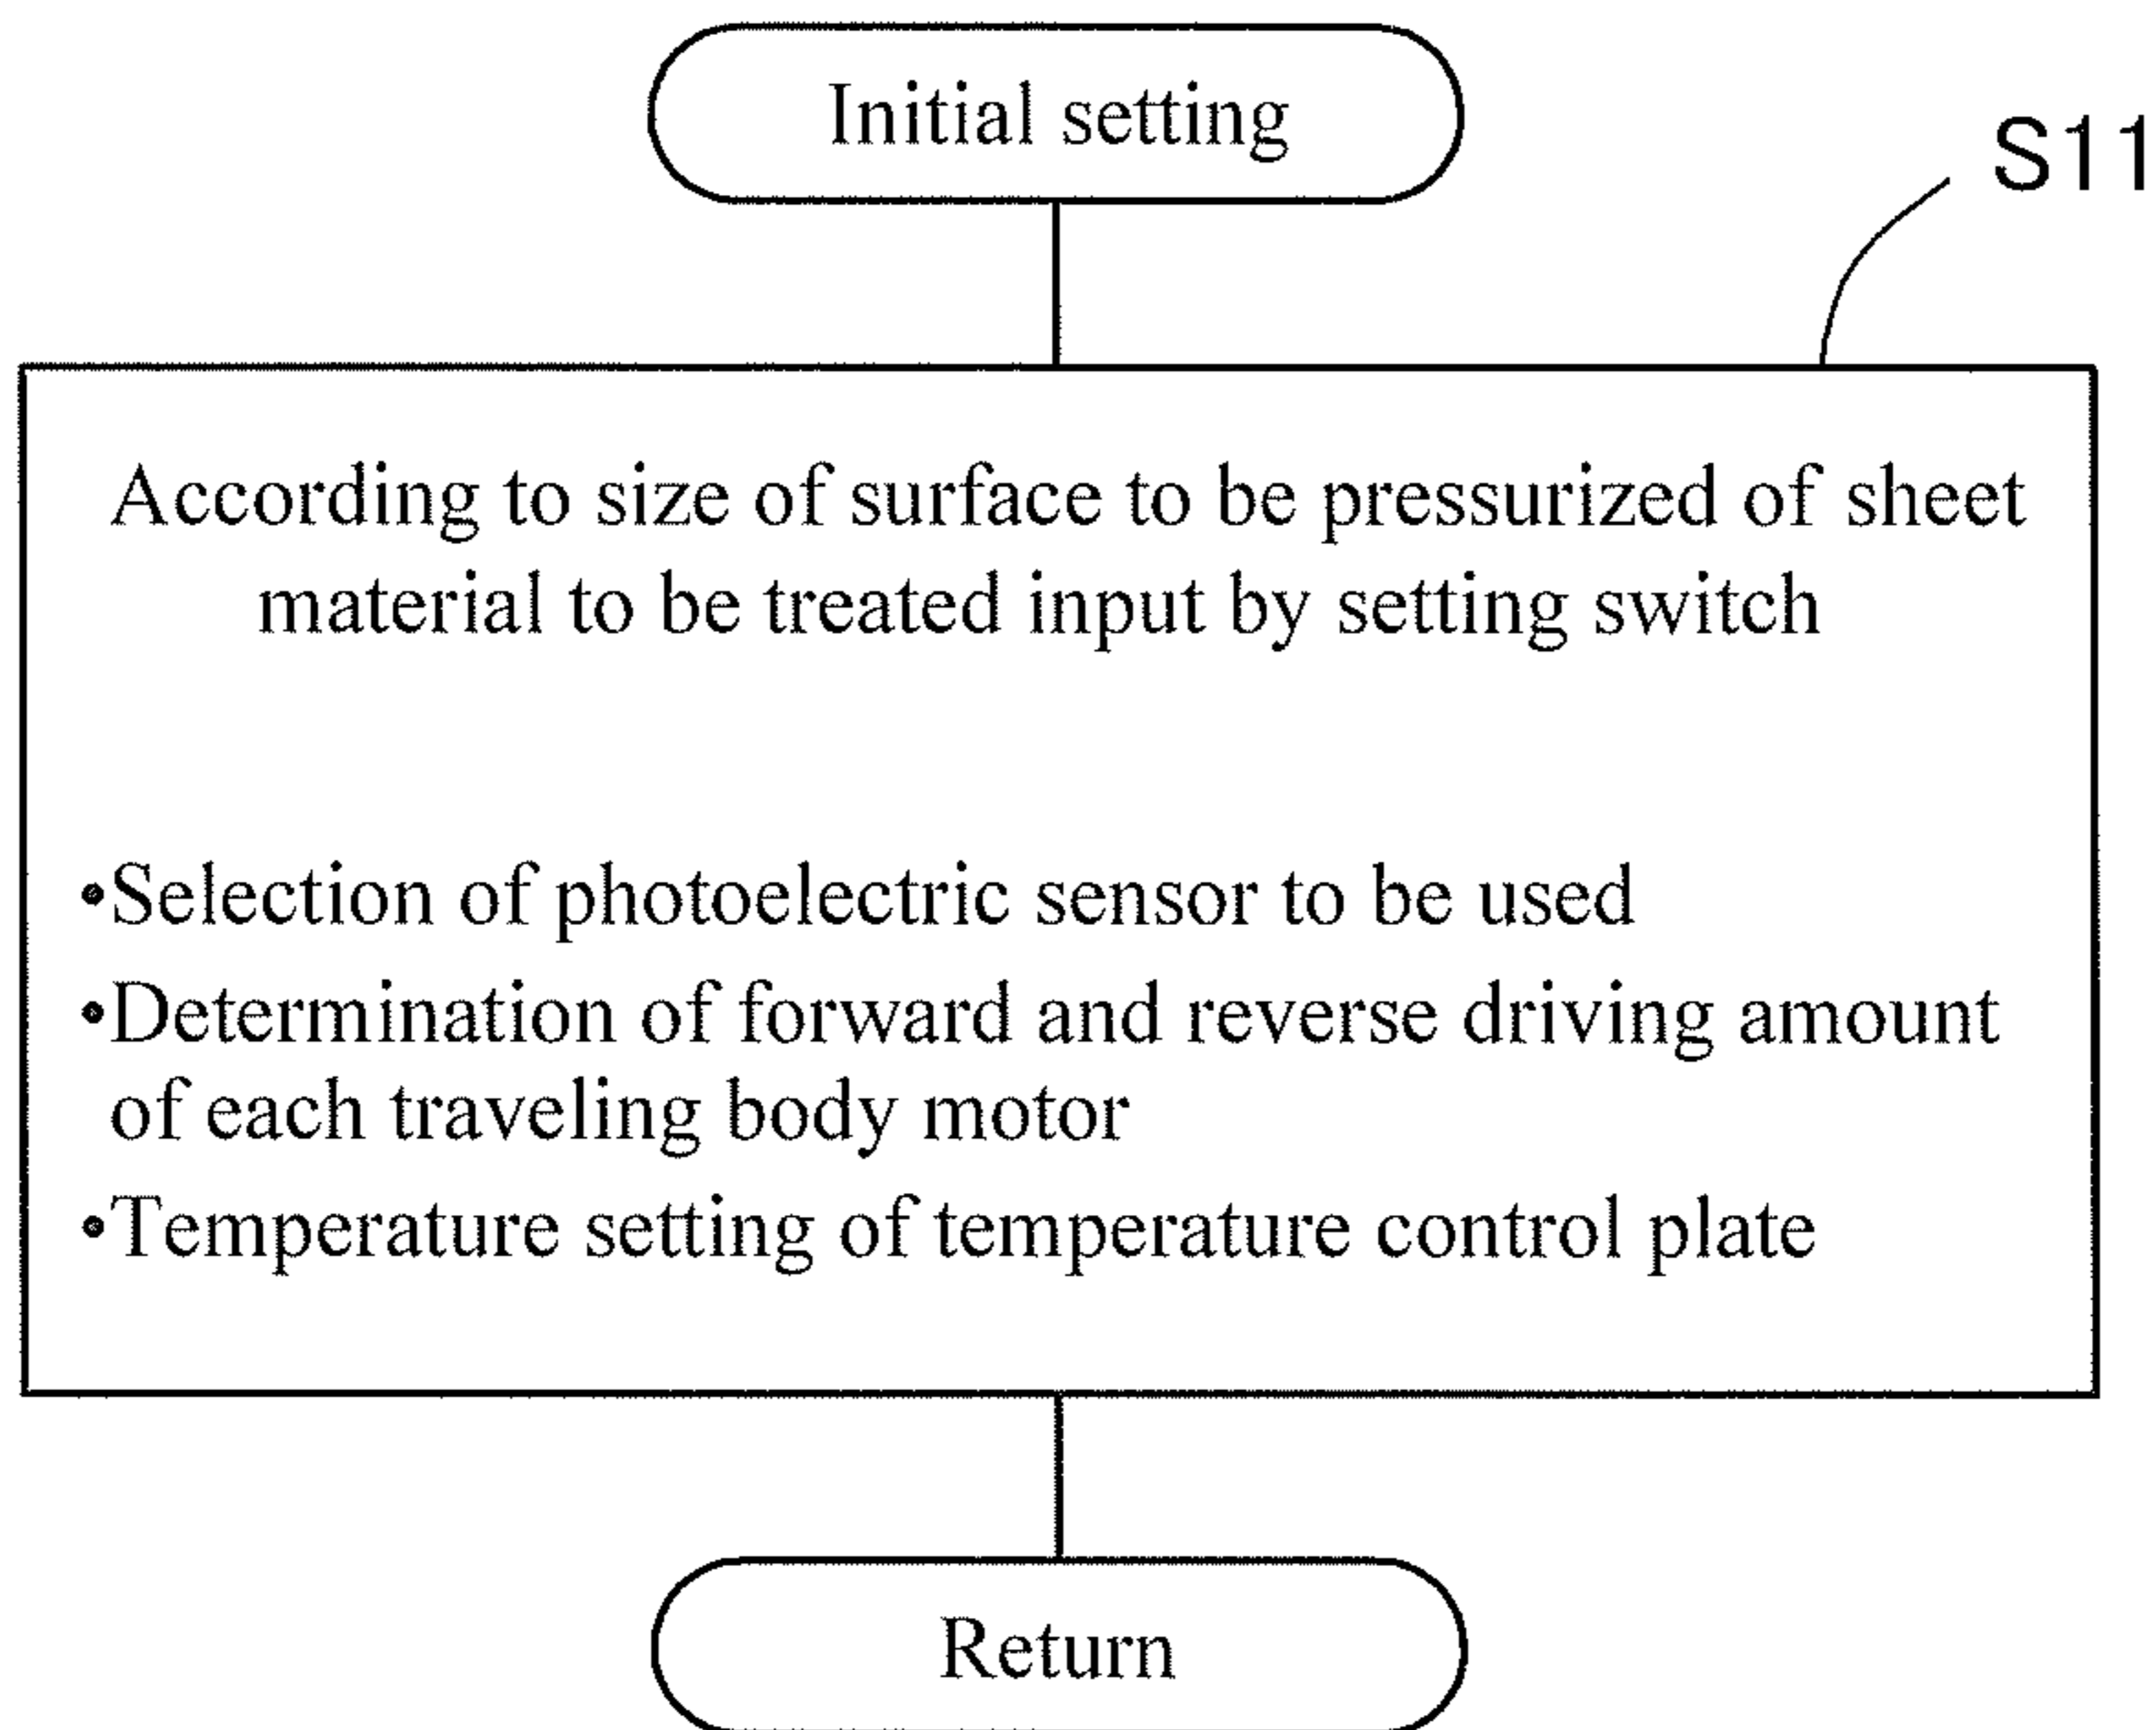 Initial setting
S11
According to size of surface to be pressurized of sheet
material to be treated input by setting switch
•Selection of photoelectric sensor to be used
•Determination of forward and reverse driving amount
of each traveling body motor
•Temperature setting of temperature control plate
Return